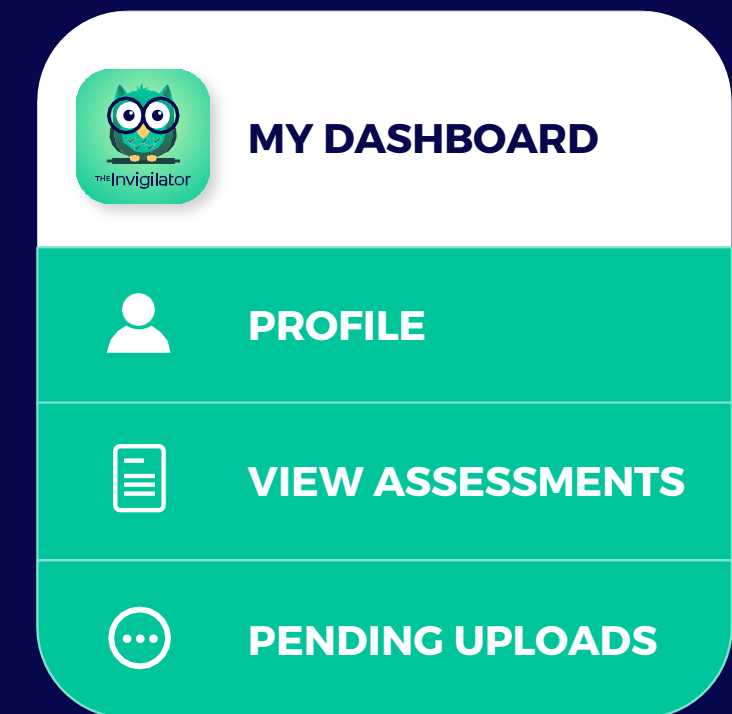 THE Invigilator
MY DASHBOARD
PROFILE
VIEW ASSESSMENTS
PENDING UPLOADS